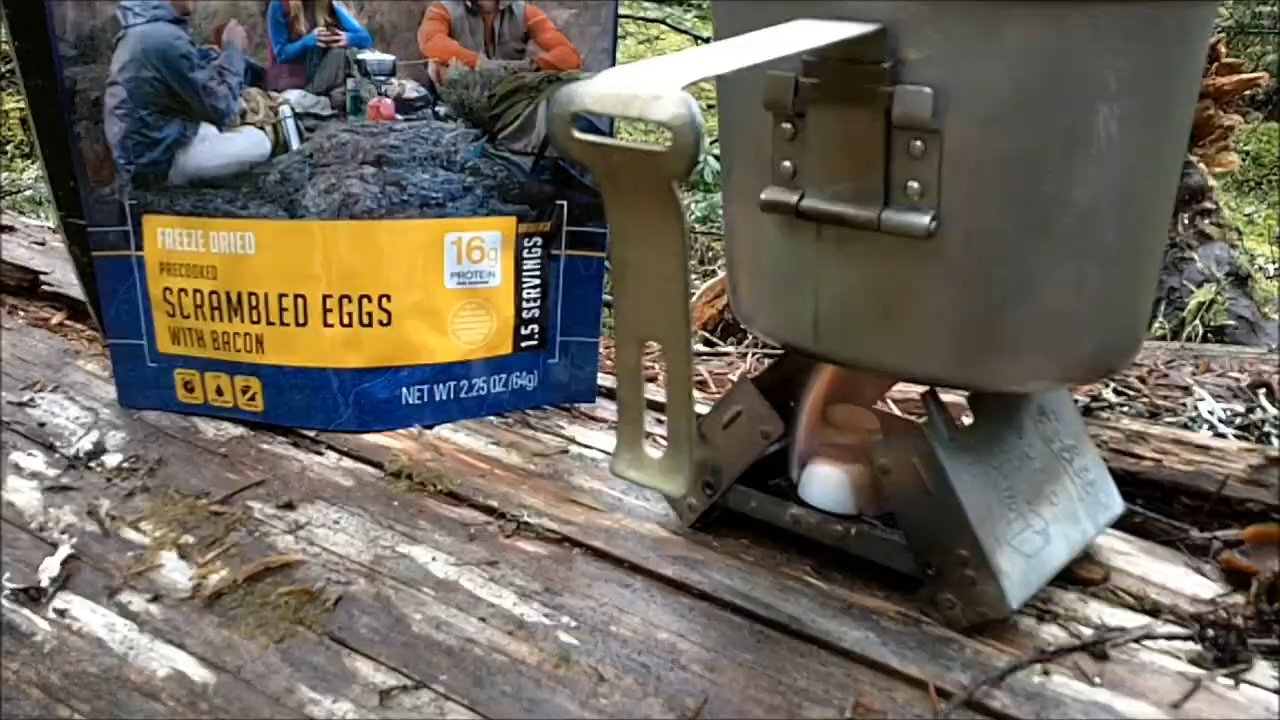 FREEZE DRIED
PRECOOKED
SCRAMBLED EGGS
WITH BACON
16g
PROTEIN
1.5 SERVINGS
NET WT 2.25 OZ (64g)